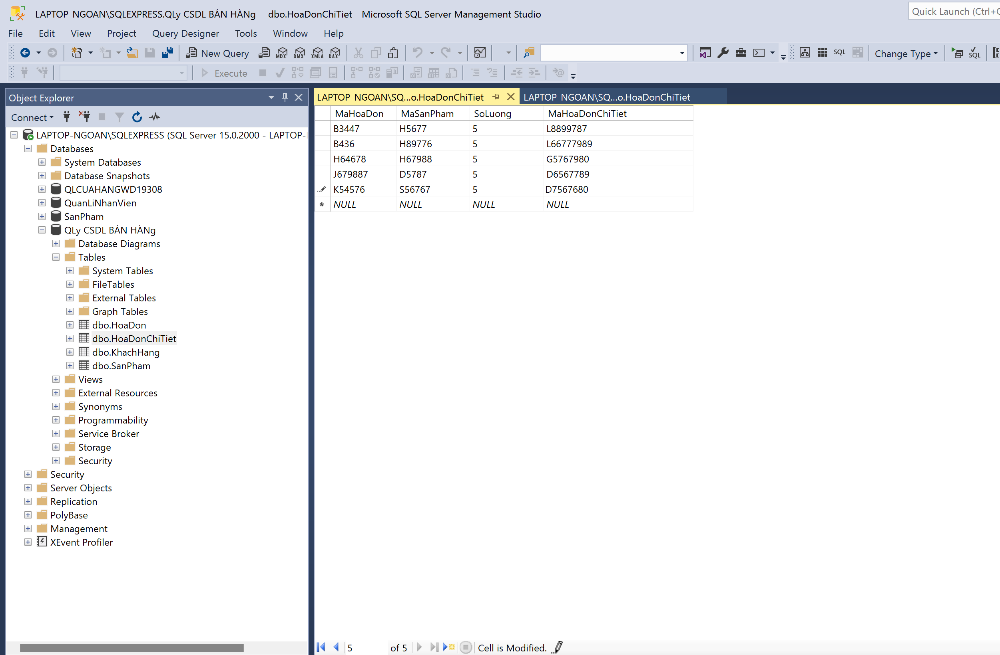 LAPTOP-NGOAN\SQLEXPRESS.QLy CSDL BÁN HÀNg - dbo.HoaDonChiTiet - Microsoft SQL Server Management Studio
Quick Launch (Ctrl+
File Edit View Project Query Designer Tools Window Help
New Query MDX DMX XMLA DAX SQL Change Type SQL
Execute
Object Explorer
Connect
LAPTOP-NGOAN\SQLEXPRESS (SQL Server 15.0.2000 - LAPTOP-
Databases
System Databases
Database Snapshots
QLCUAHANGWD19308
QuanLiNhanVien
SanPham
QLy CSDL BÁN HÀNg
Database Diagrams
Tables
System Tables
FileTables
External Tables
Graph Tables
dbo.HoaDon
dbo.HoaDonChiTiet
dbo.KhachHang
dbo.SanPham
Views
External Resources
Synonyms
Programmability
Service Broker
Storage
Security
Security
Server Objects
Replication
PolyBase
Management
XEvent Profiler
LAPTOP-NGOAN\SQ...o.HoaDonChiTiet LAPTOP-NGOAN\SQ...o.HoaDonChiTiet
MaHoaDon MaSanPham SoLuong MaHoaDonChiTiet
B3447 H5677 5 L8899787
B436 H89776 5 L66777989
H64678 H67988 5 G5767980
J679887 D5787 5 D6567789
K54576 S56767 5 D7567680
* NULL NULL NULL NULL
5 of 5 Cell is Modified.